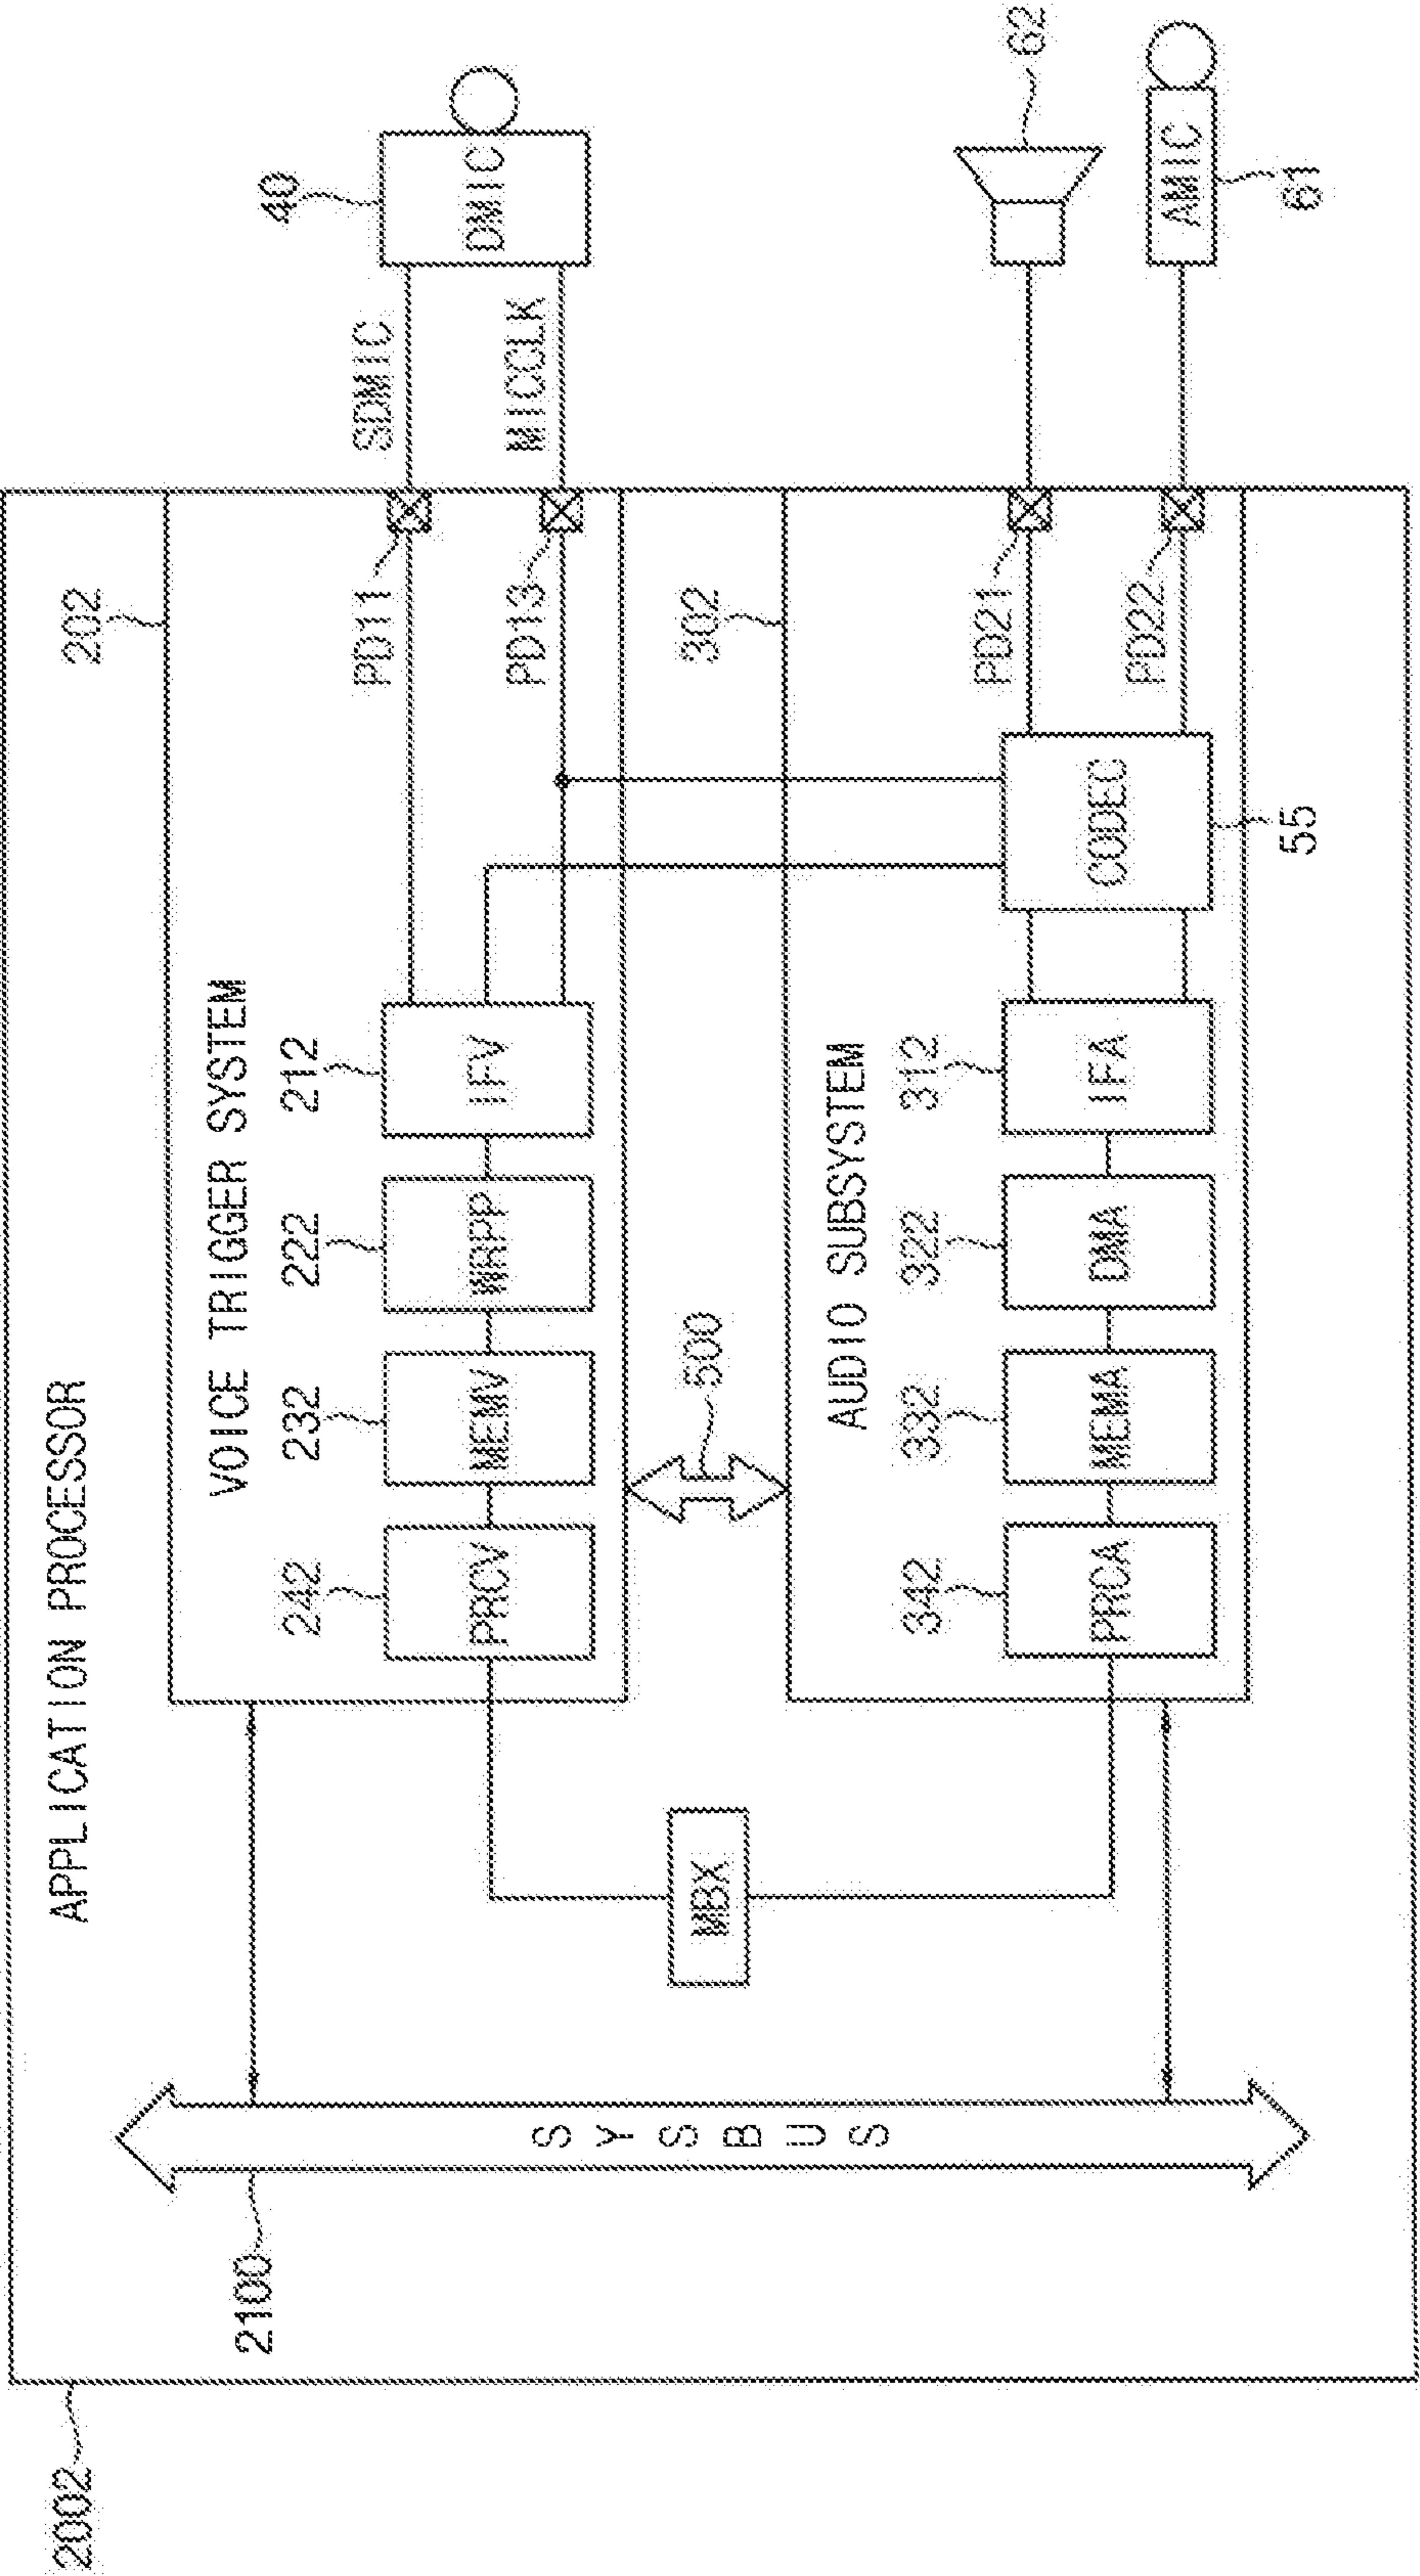 2002
APPLICATION PROCESSOR
2100
SYSBUS
202
VOICE TRIGGER SYSTEM
242
232
222
212
PRCV
MEMV
WRPP
IFV
PD11
PD13
SDMIC
MICCLK
40
DMIC
MBX
500
302
AUDIO SUBSYSTEM
342
332
322
312
PRCA
MEMA
DMA
IFA
CODEC
55
PD21
PD22
62
AMIC
61